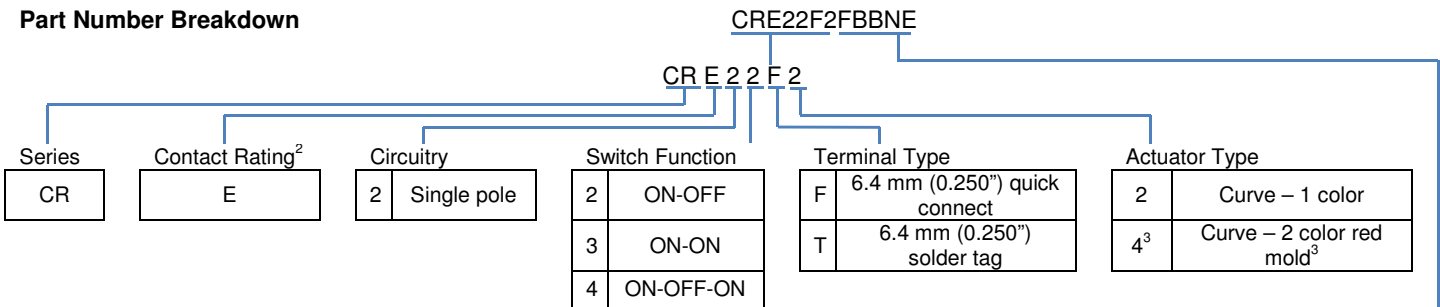 Part Number Breakdown
CRE22F2FBBNE
CR E 2 2 F 2
Series
CR
Contact Rating²
E
Circuitry
2 Single pole
Switch Function
2 ON-OFF
3 ON-ON
4 ON-OFF-ON
Terminal Type
F 6.4 mm (0.250”) quick
connect
T 6.4 mm (0.250”)
solder tag
Actuator Type
2 Curve – 1 color
4³ Curve – 2 color red
mold³